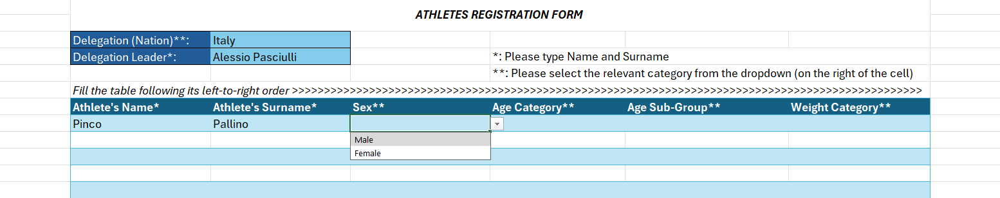 ATHLETES REGISTRATION FORM
Delegation (Nation)**: Italy
Delegation Leader*: Alessio Pasciulli
*: Please type Name and Surname
**: Please select the relevant category from the dropdown (on the right of the cell)
Fill the table following its left-to-right order >>>>>>>>>>>>>>>>>>>>>>>>>>>>>>>>>>>>>>>>>>>>>>>>>>>>>>>>>>>>>>>>>>>>>>>>>>>>>>>>>>>>>>>>>>>>>>>>>>
Athlete's Name* Athlete's Surname* Sex** Age Category** Age Sub-Group** Weight Category**
Pinco Pallino
Male
Female